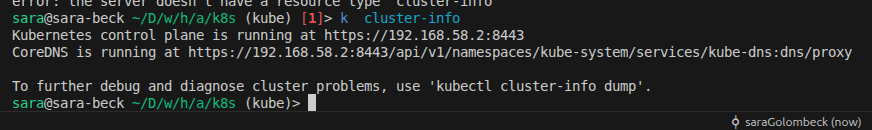 error: the server doesn't have a resource type "cluster-info"
sara@sara-beck ~/D/w/h/a/k8s (kube) [1]> k  cluster-info
Kubernetes control plane is running at https://192.168.58.2:8443
CoreDNS is running at https://192.168.58.2:8443/api/v1/namespaces/kube-system/services/kube-dns:dns/proxy

To further debug and diagnose cluster problems, use 'kubectl cluster-info dump'.
sara@sara-beck ~/D/w/h/a/k8s (kube)>
saraGolombeck (now)